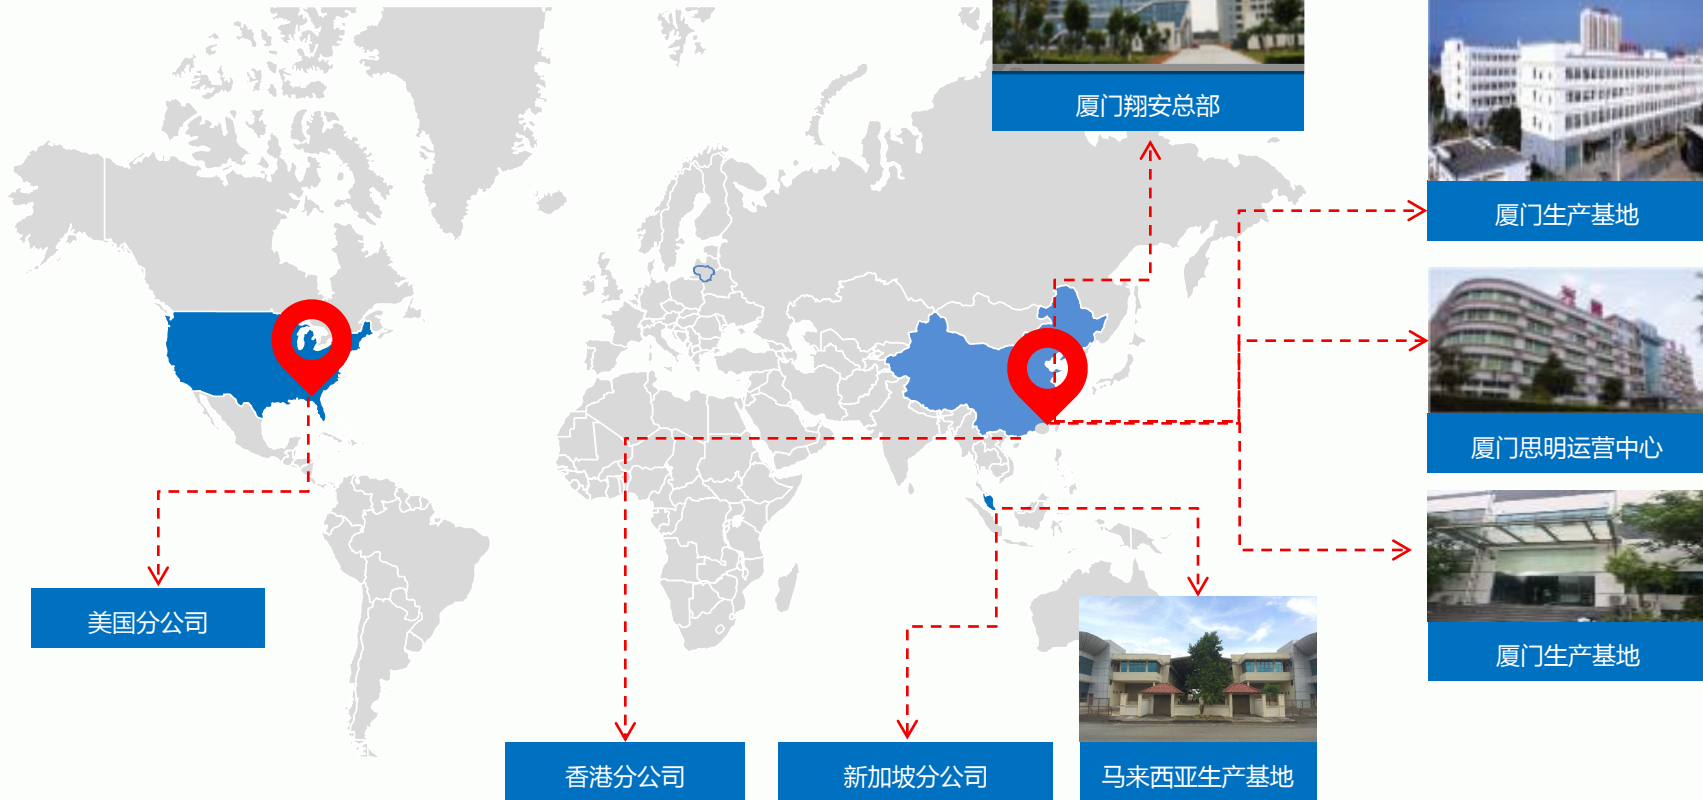 厦门翔安总部
厦门生产基地
厦门思明运营中心
厦门生产基地
美国分公司
香港分公司
新加坡分公司
马来西亚生产基地